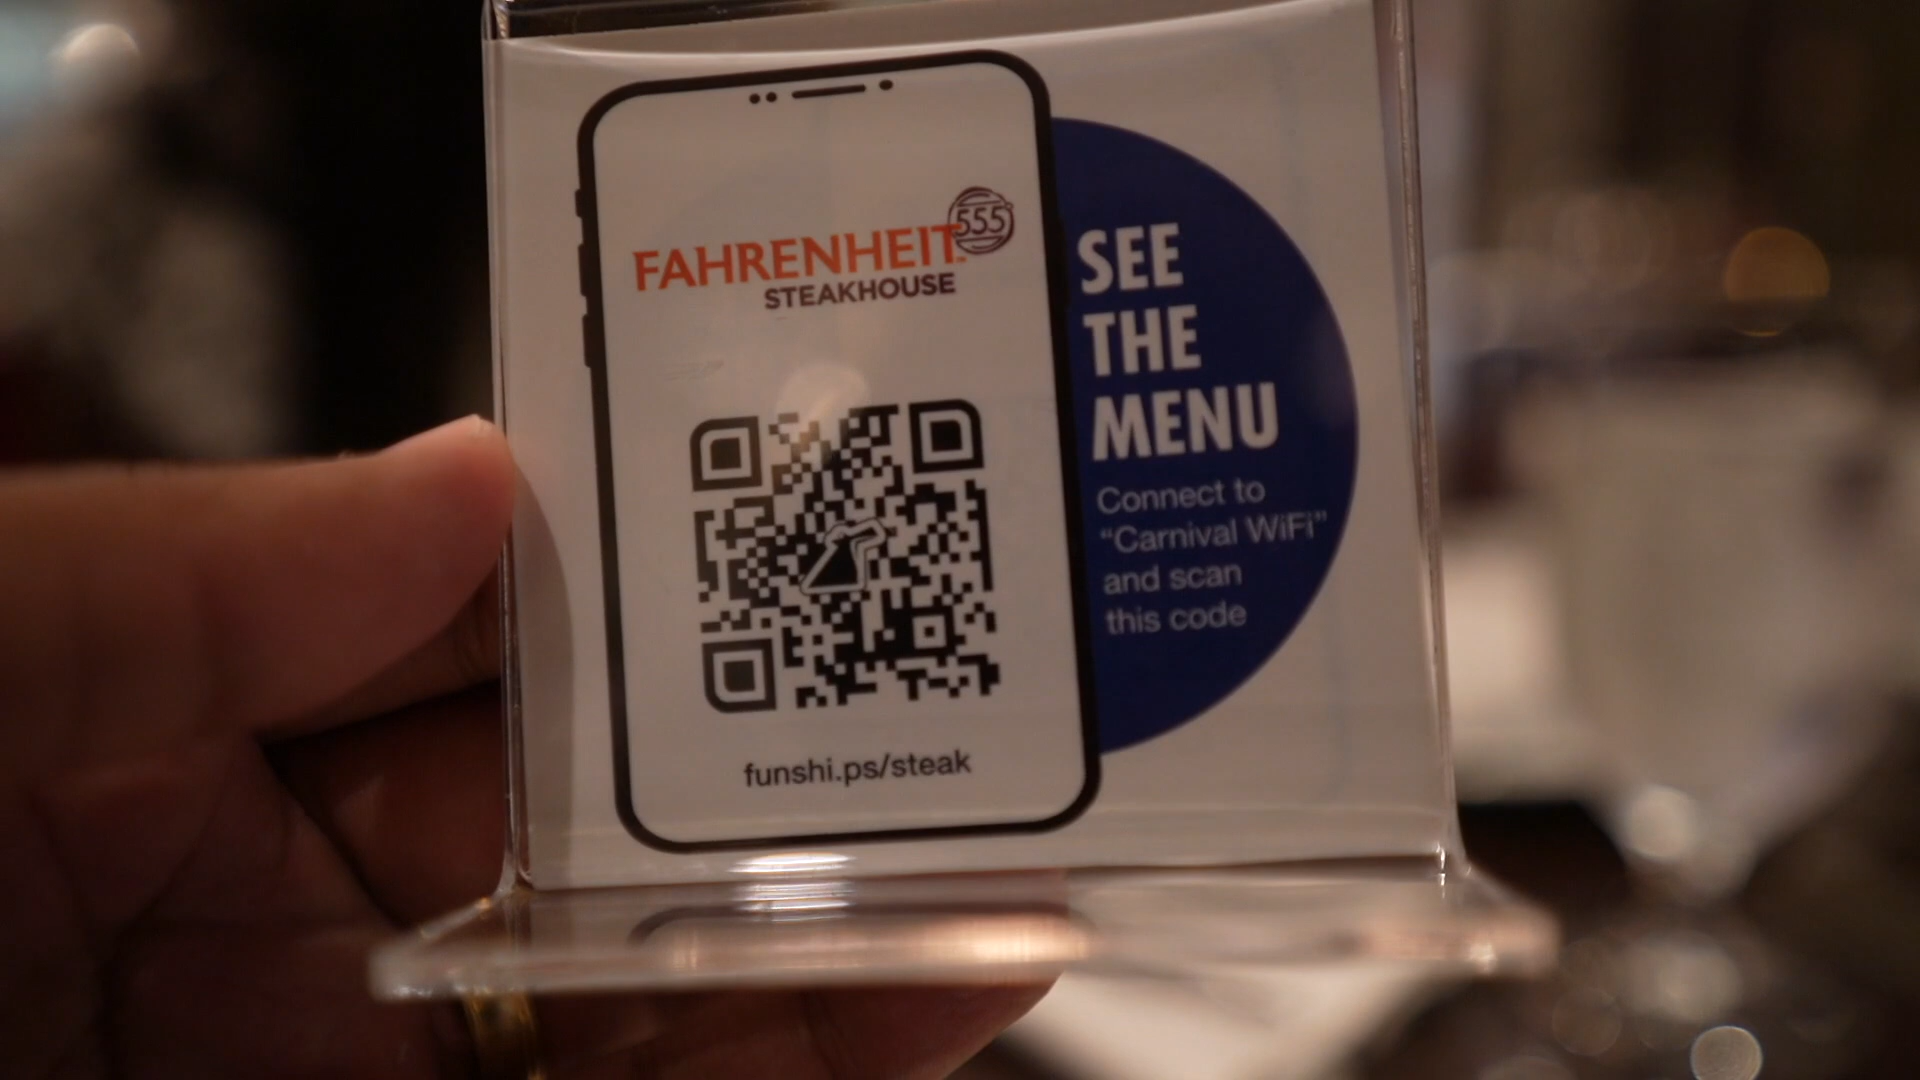 FAHRENHEIT 555
STEAKHOUSE
funshi.ps/steak
SEE
THE
MENU
Connect to
“Carnival WiFi”
and scan
this code